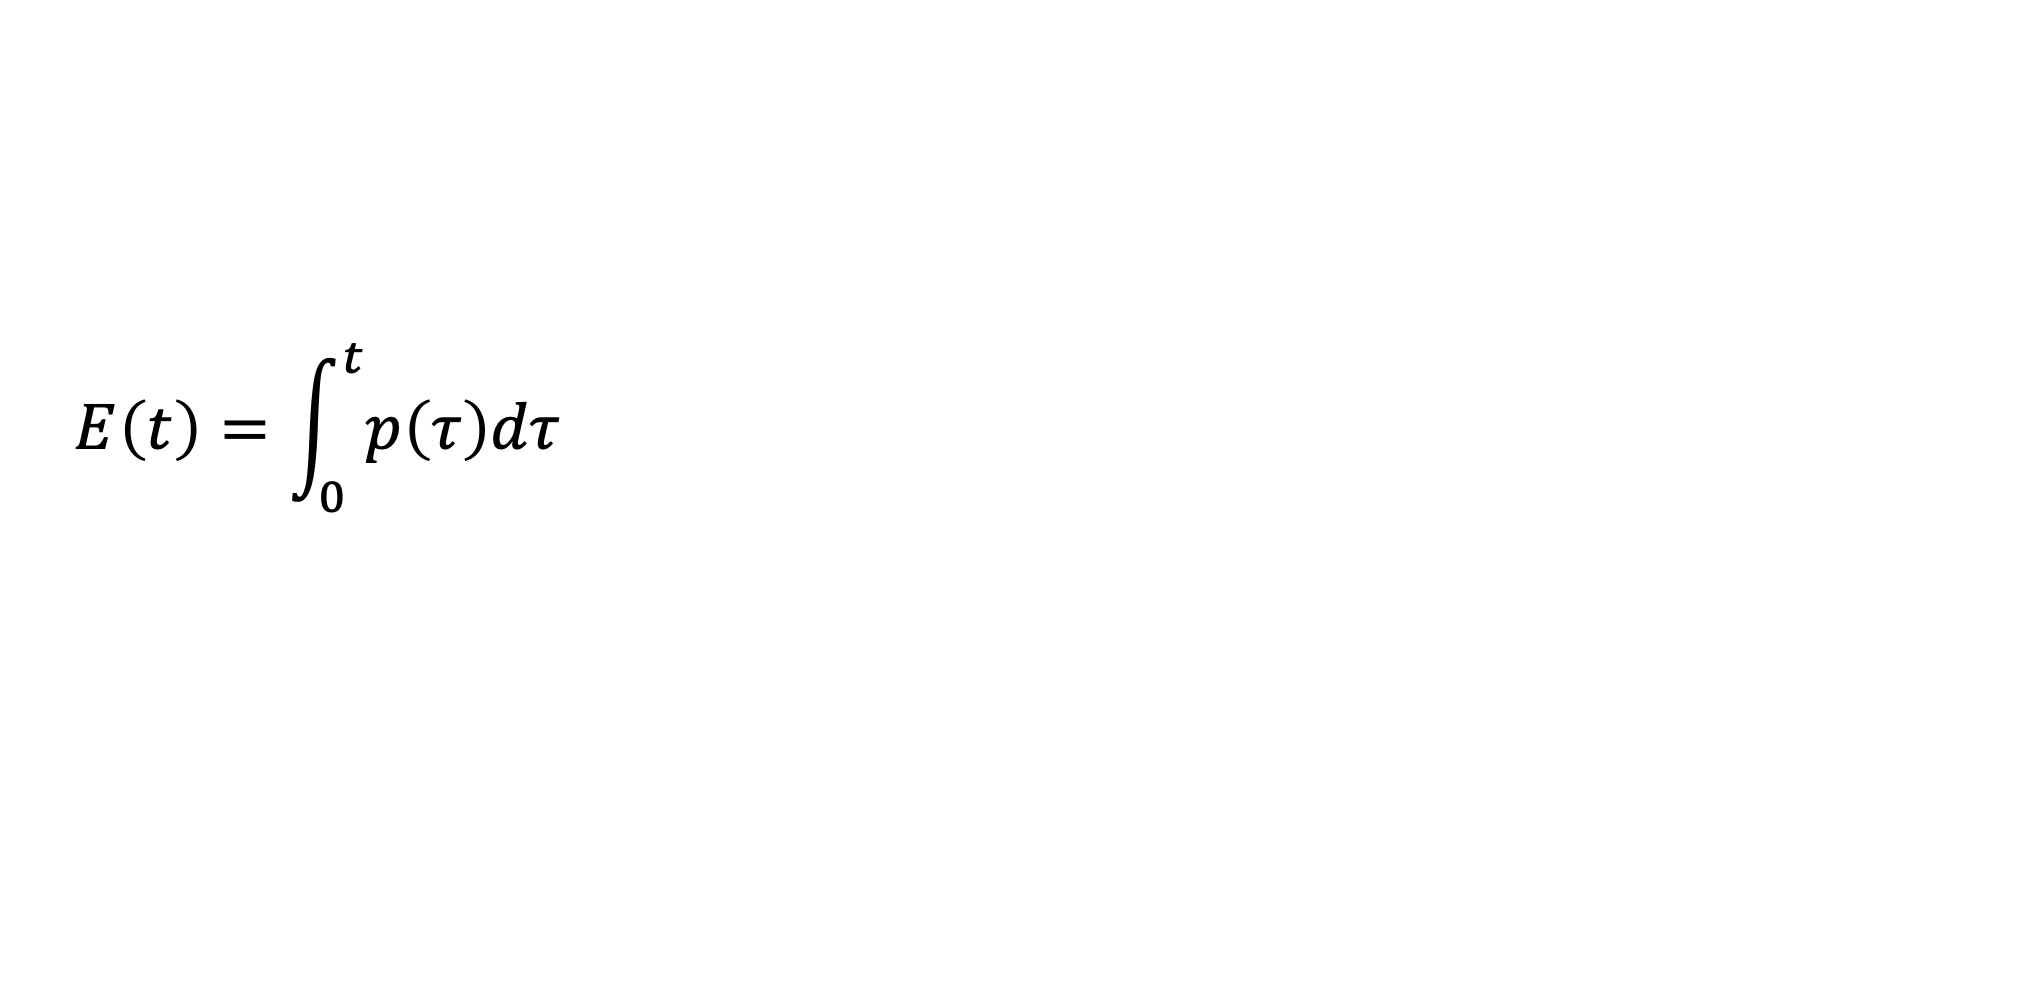 E(t) = ∫₀ᵗ p(τ)dτ